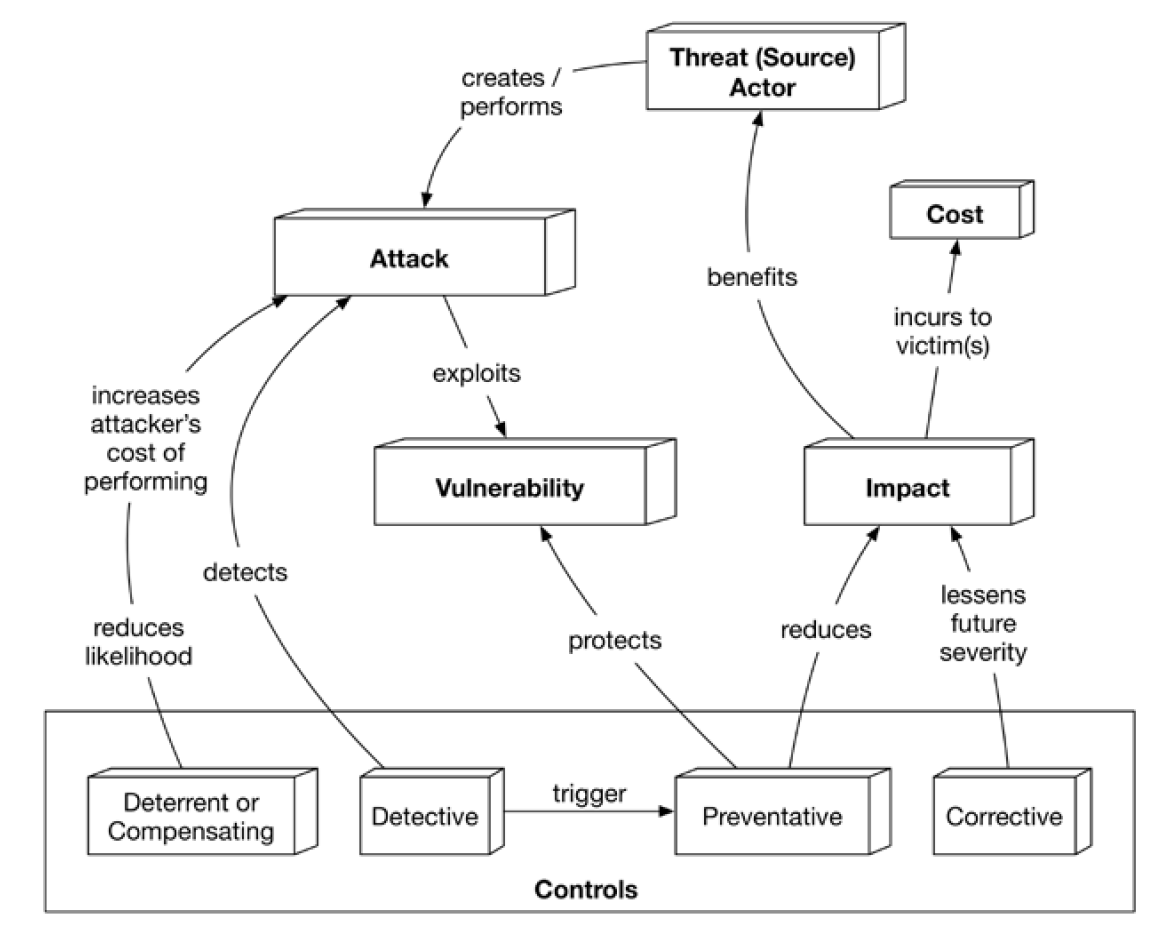 Threat (Source)
Actor
creates /
performs
Cost
Attack
benefits
incurs to
victim(s)
exploits
increases
attacker's
cost of
performing
Vulnerability
Impact
detects
lessens
future
severity
reduces
likelihood
protects
reduces
trigger
Deterrent or
Compensating
Detective
Preventative
Corrective
Controls